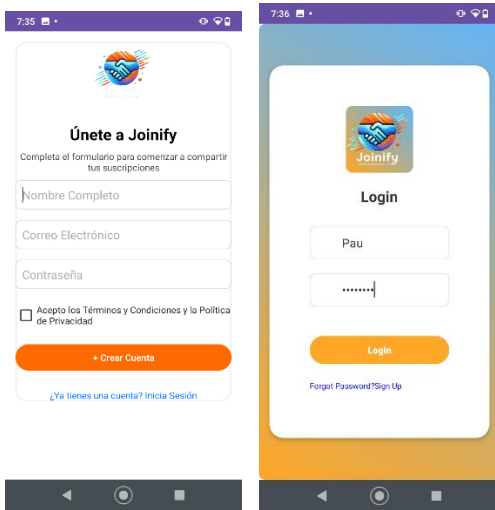 7:35
Únete a Joinify
Completa el formulario para comenzar a compartir
tus suscripciones
Nombre Completo
Correo Electrónico
Contraseña
Acepto los Términos y Condiciones y la Política
de Privacidad
+ Crear Cuenta
¿Ya tienes una cuenta? Inicia Sesión
7:36
Joinify
Login
Pau
••••••••
Login
Forgot Password?Sign Up